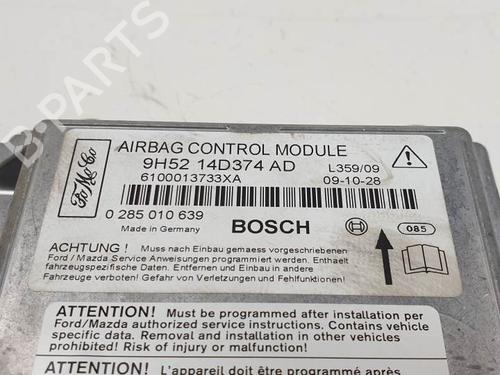 B-PARTS
FoMoCo
AIRBAG CONTROL MODULE
9H52 14D374 AD
L359/09
6100013733XA
09-10-28
0 285 010 639
BOSCH
085
Made in Germany
ACHTUNG ! Muss nach Einbau gemaess vorgeschriebenen
Ford / Mazda Service Anweisungen programmiert werden. Enthaelt
fahrzeugspezifische Daten. Entfernen und Einbau in andere
Fahrzeuge verboten! Gefahr von Verletzungen und Fehlfunktionen!
ATTENTION! Must be programmed after installation per
Ford/Mazda authorized service instructions. Contains vehicle
specific data. Removal and installation in other vehicles
prohibited! Risk of injury or malfunction!
ATTENTION ! L'appareil doit être programmé après